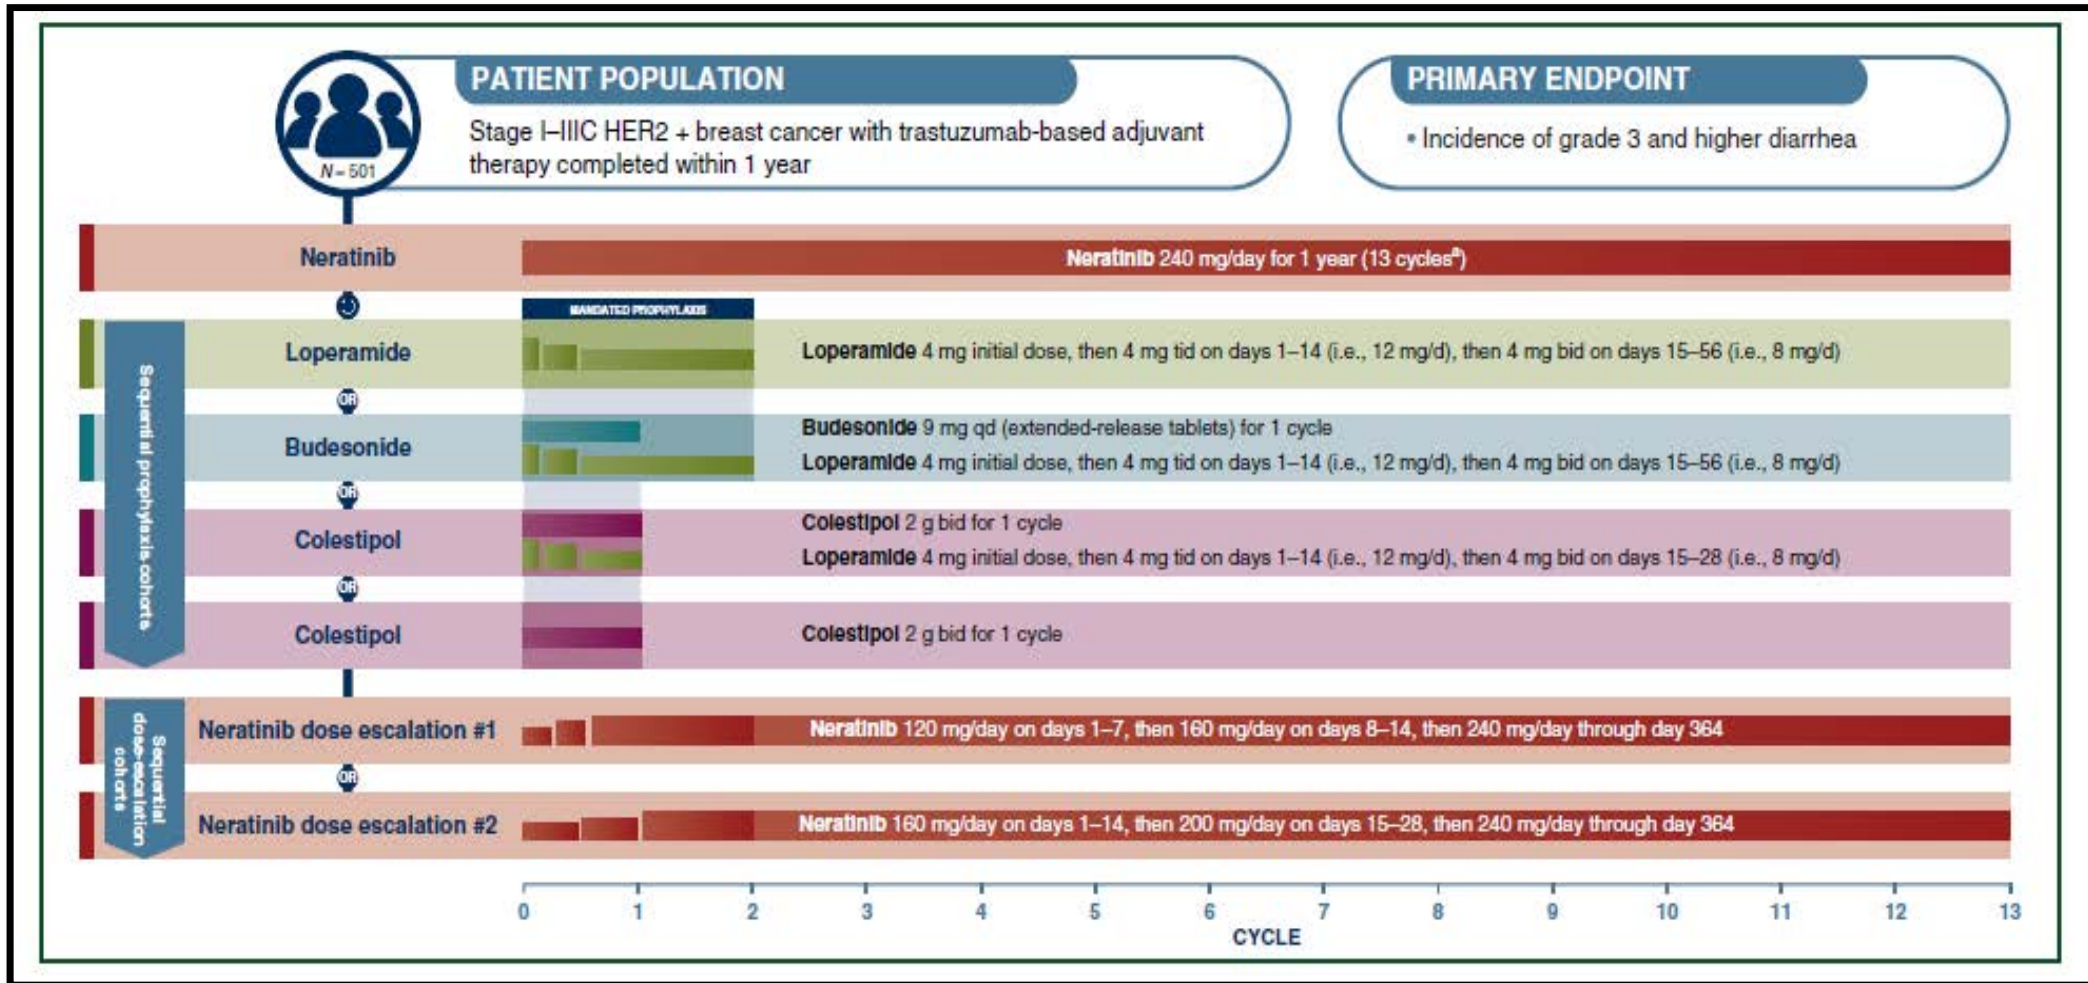 PATIENT POPULATION
Stage I–IIIC HER2 + breast cancer with trastuzumab-based adjuvant
therapy completed within 1 year
N = 501
PRIMARY ENDPOINT
• Incidence of grade 3 and higher diarrhea
Neratinib
Neratinib 240 mg/day for 1 year (13 cyclesª)
MANDATED PROPHYLAXIS
Sequential prophylaxis cohorts
Loperamide
Loperamide 4 mg initial dose, then 4 mg tid on days 1–14 (i.e., 12 mg/d), then 4 mg bid on days 15–56 (i.e., 8 mg/d)
OR
Budesonide
Budesonide 9 mg qd (extended-release tablets) for 1 cycle
Loperamide 4 mg initial dose, then 4 mg tid on days 1–14 (i.e., 12 mg/d), then 4 mg bid on days 15–56 (i.e., 8 mg/d)
OR
Colestipol
Colestipol 2 g bid for 1 cycle
Loperamide 4 mg initial dose, then 4 mg tid on days 1–14 (i.e., 12 mg/d), then 4 mg bid on days 15–28 (i.e., 8 mg/d)
OR
Colestipol
Colestipol 2 g bid for 1 cycle
Sequential
dose-escalation
cohorts
Neratinib dose escalation #1
Neratinib 120 mg/day on days 1–7, then 160 mg/day on days 8–14, then 240 mg/day through day 364
OR
Neratinib dose escalation #2
Neratinib 160 mg/day on days 1–14, then 200 mg/day on days 15–28, then 240 mg/day through day 364
0 1 2 3 4 5 6 7 8 9 10 11 12 13
CYCLE